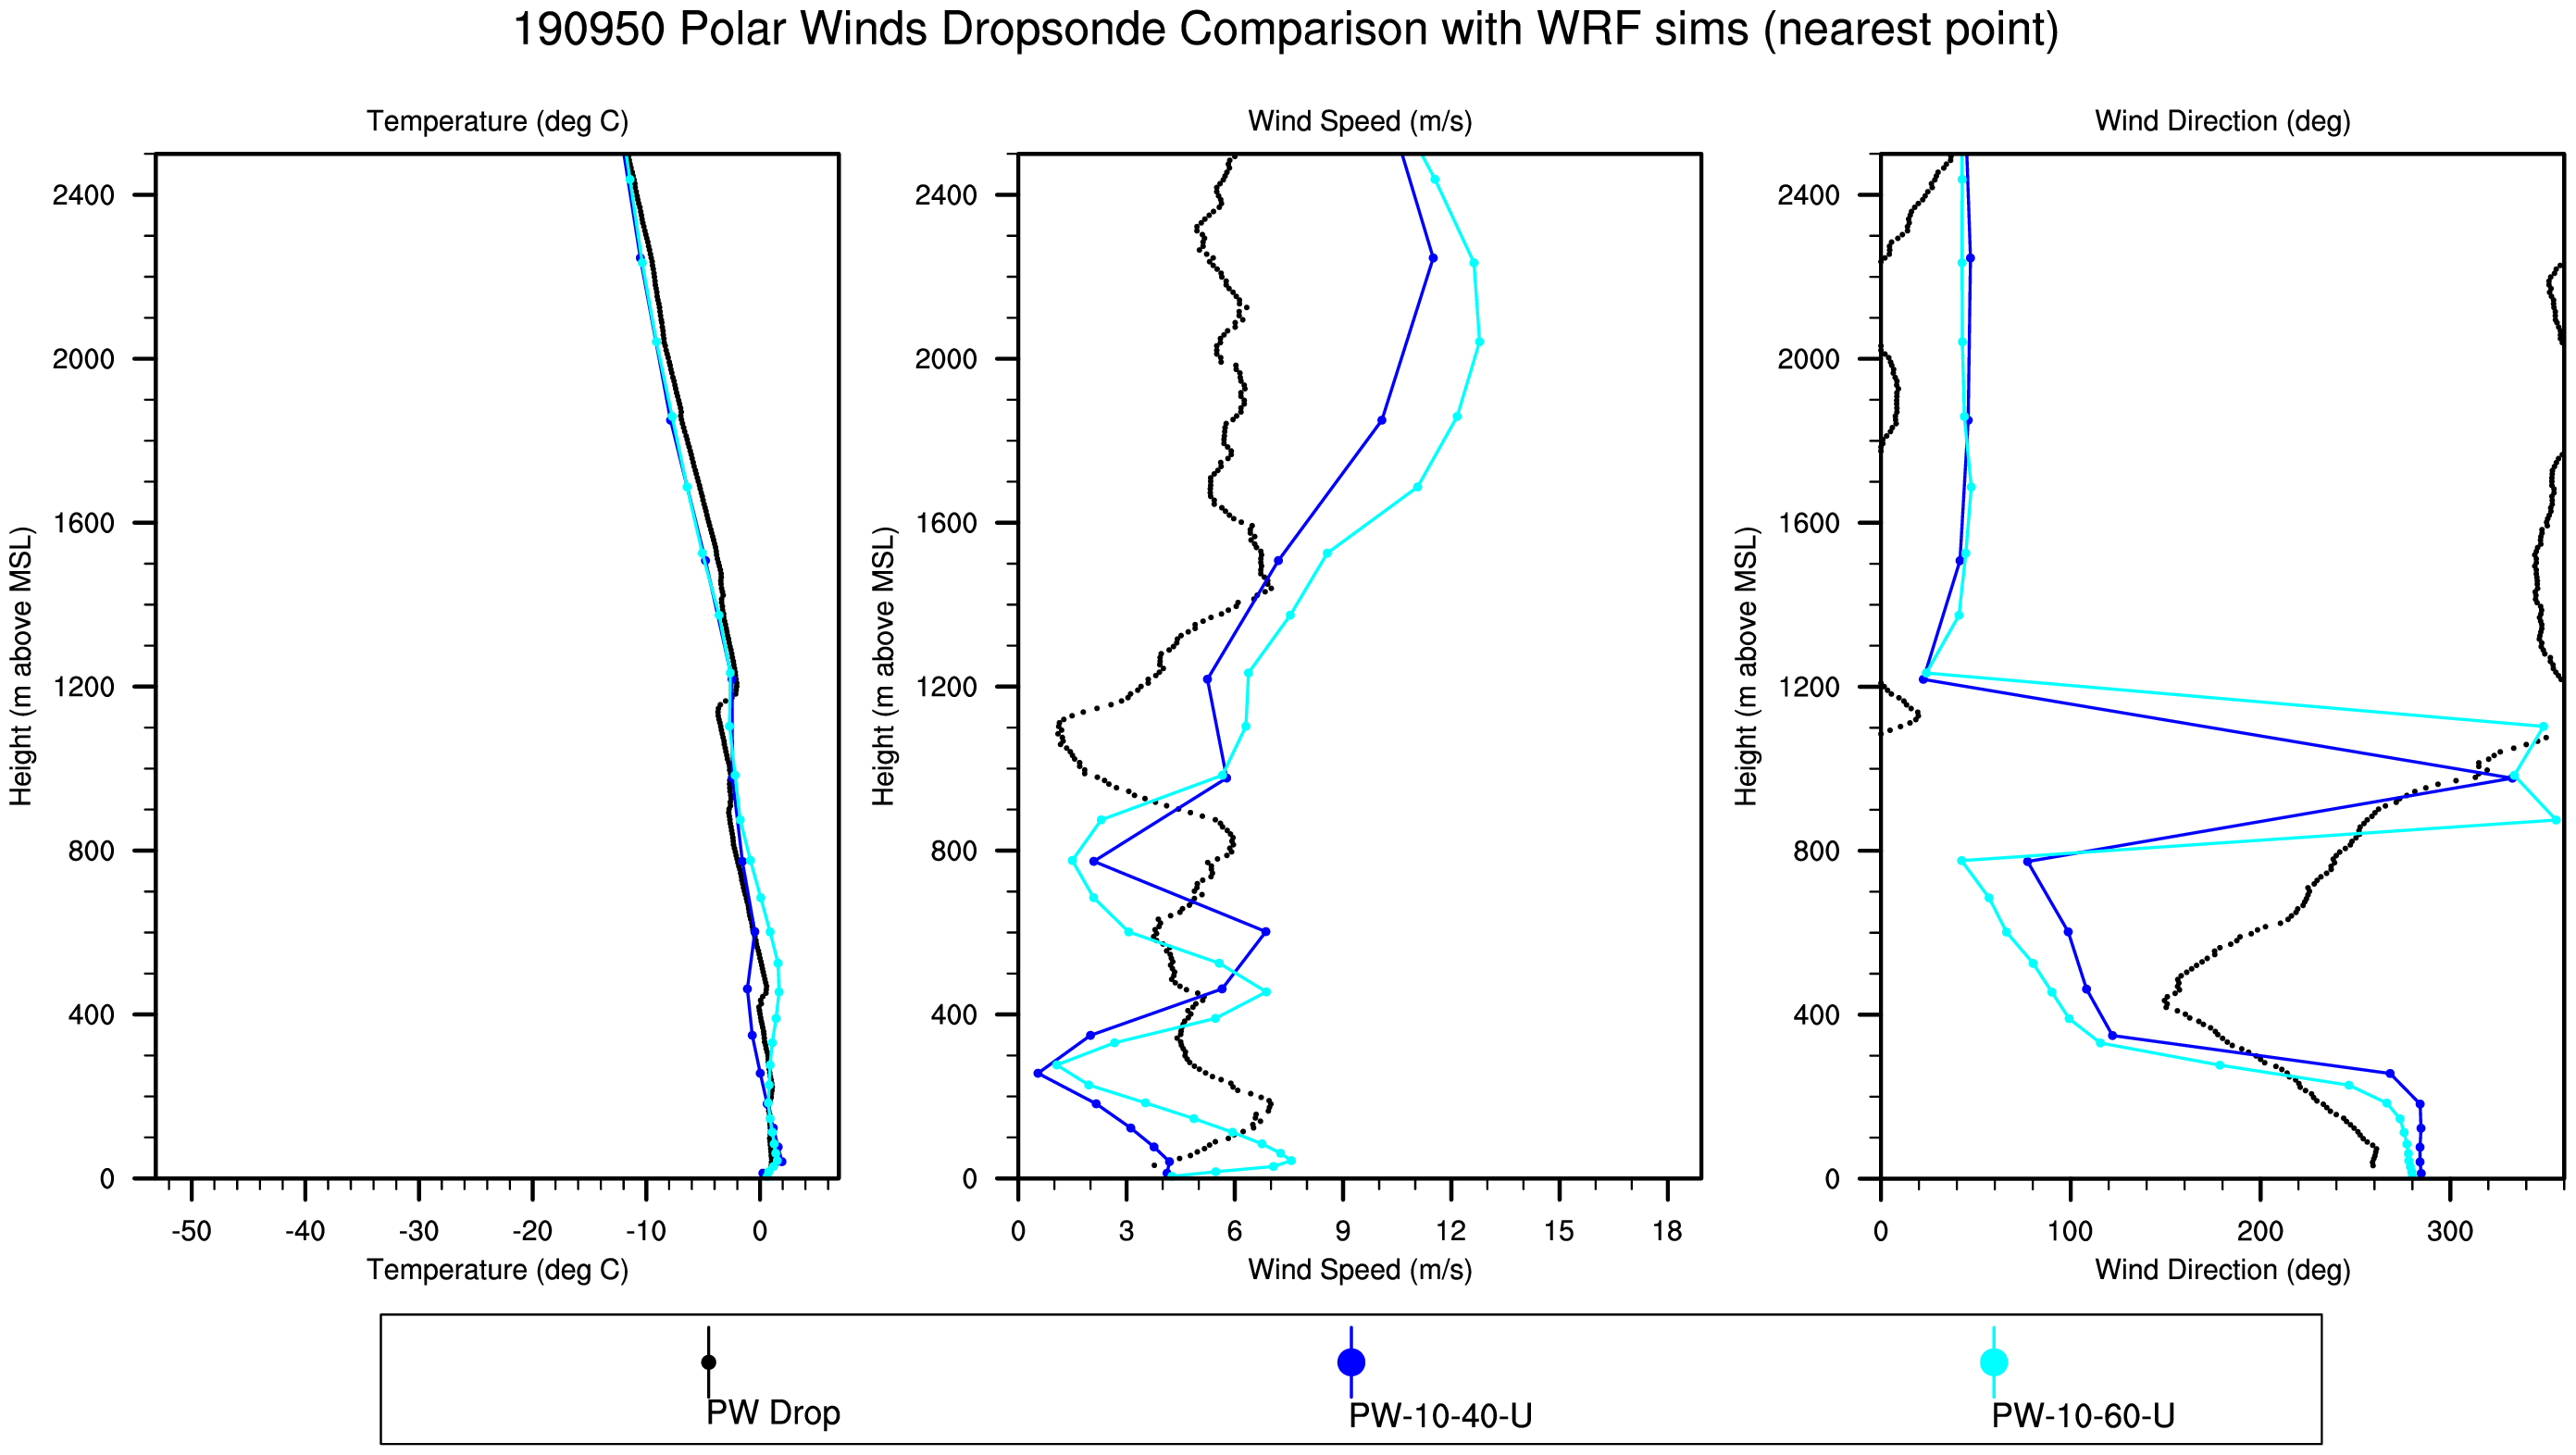 190950 Polar Winds Dropsonde Comparison with WRF sims (nearest point)
Temperature (deg C)
Wind Speed (m/s)
Wind Direction (deg)
Height (m above MSL)
2400
2000
1600
1200
800
400
0
-50 -40 -30 -20 -10 0
Temperature (deg C)
Height (m above MSL)
2400
2000
1600
1200
800
400
0
0 3 6 9 12 15 18
Wind Speed (m/s)
Height (m above MSL)
2400
2000
1600
1200
800
400
0
0 100 200 300
Wind Direction (deg)
PW Drop
PW-10-40-U
PW-10-60-U